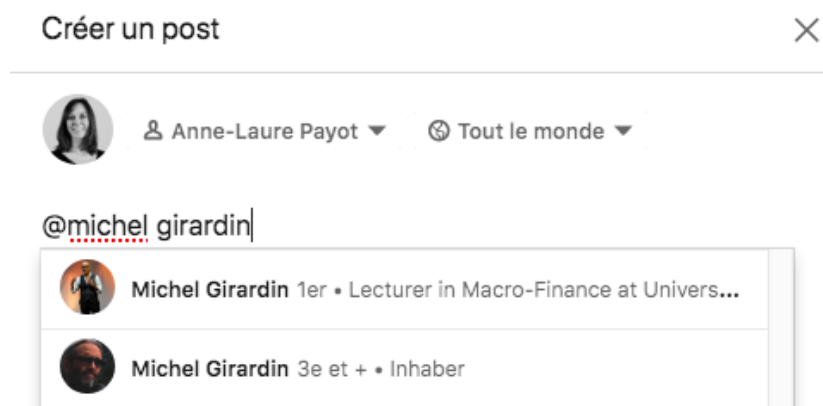 Créer un post
Anne-Laure Payot Tout le monde
@michel girardin
Michel Girardin 1er • Lecturer in Macro-Finance at Univers...
Michel Girardin 3e et + • Inhaber